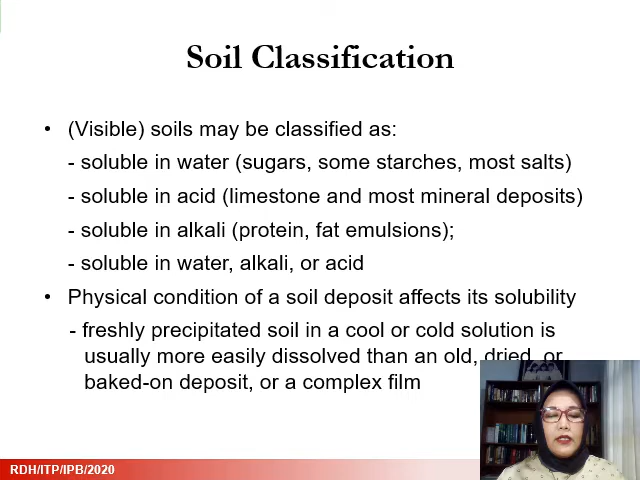 Soil Classification
• (Visible) soils may be classified as:
- soluble in water (sugars, some starches, most salts)
- soluble in acid (limestone and most mineral deposits)
- soluble in alkali (protein, fat emulsions);
- soluble in water, alkali, or acid
• Physical condition of a soil deposit affects its solubility
- freshly precipitated soil in a cool or cold solution is
usually more easily dissolved than an old, dried, or
baked-on deposit, or a complex film
RDH/ITP/IPB/2020